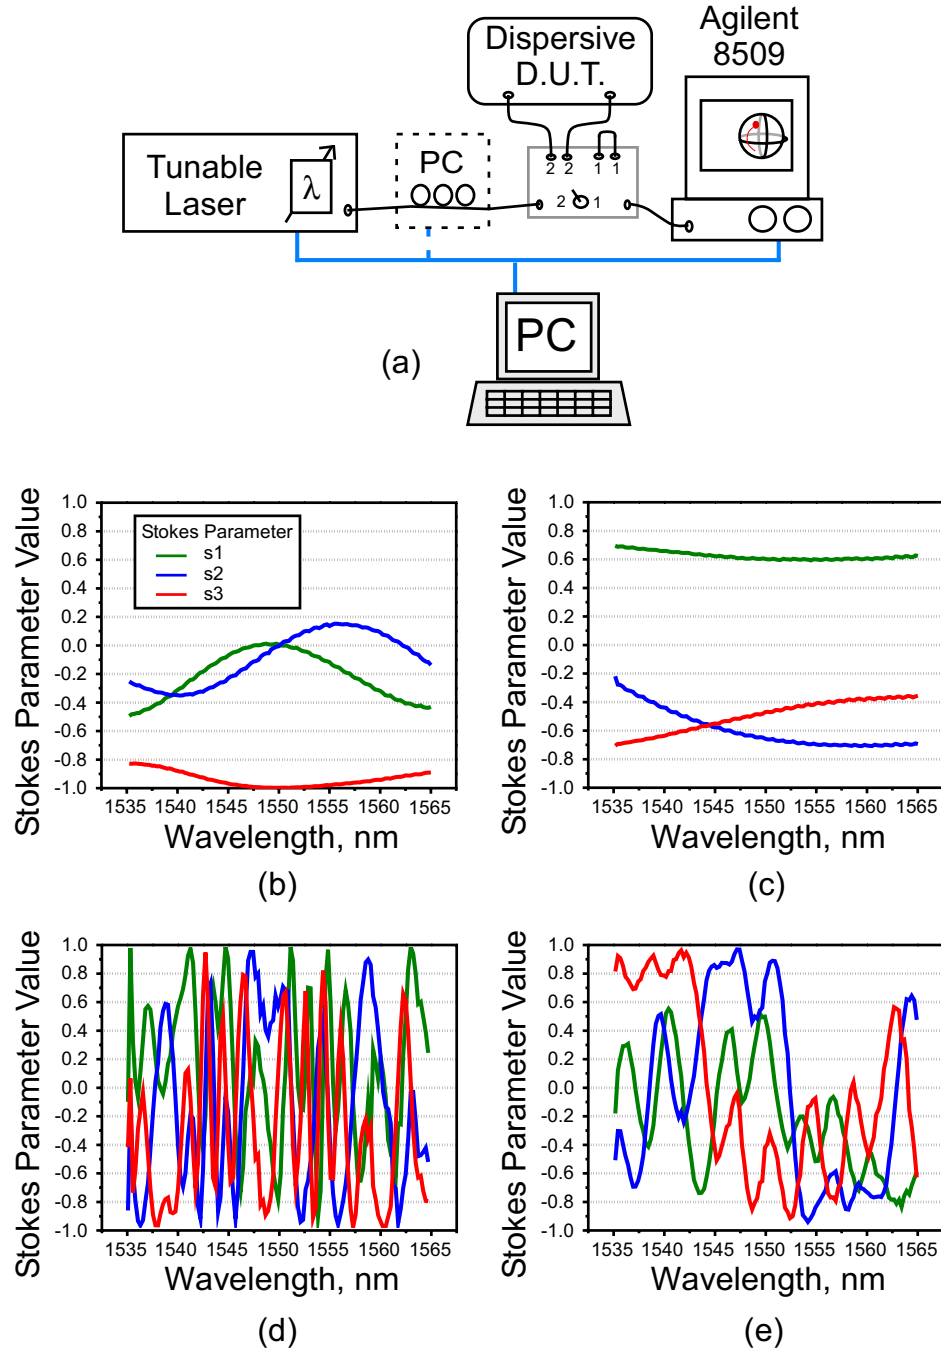 Agilent
8509
Dispersive
D.U.T.
Tunable
Laser
λ
PC
2 2 1 1
2 1
PC
(a)
Stokes Parameter Value
1.0
0.8
0.6
0.4
0.2
0.0
-0.2
-0.4
-0.6
-0.8
-1.0
Stokes Parameter
s1
s2
s3
1535 1540 1545 1550 1555 1560 1565
Wavelength, nm
(b)
Stokes Parameter Value
1.0
0.8
0.6
0.4
0.2
0.0
-0.2
-0.4
-0.6
-0.8
-1.0
1535 1540 1545 1550 1555 1560 1565
Wavelength, nm
(c)
Stokes Parameter Value
1.0
0.8
0.6
0.4
0.2
0.0
-0.2
-0.4
-0.6
-0.8
-1.0
1535 1540 1545 1550 1555 1560 1565
Wavelength, nm
(d)
Stokes Parameter Value
1.0
0.8
0.6
0.4
0.2
0.0
-0.2
-0.4
-0.6
-0.8
-1.0
1535 1540 1545 1550 1555 1560 1565
Wavelength, nm
(e)